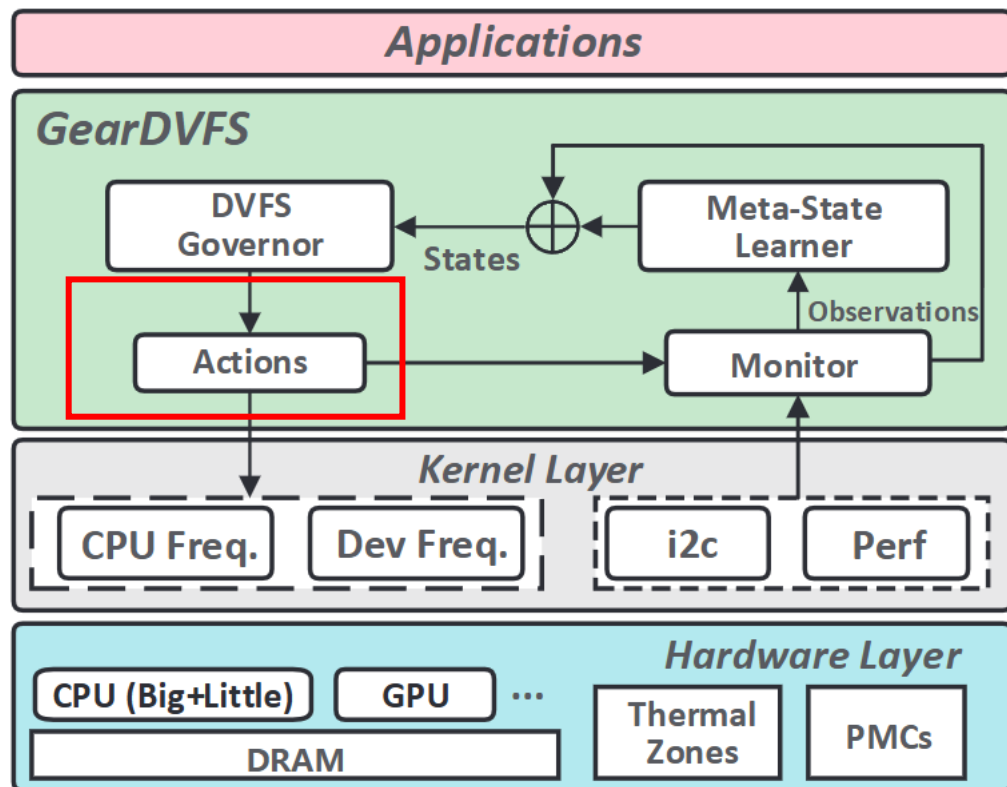 Applications
GearDVFS
DVFS
Governor
States
Meta-State
Learner
Observations
Actions
Monitor
Kernel Layer
CPU Freq.
Dev Freq.
i2c
Perf
Hardware Layer
CPU (Big+Little)
GPU
...
Thermal
Zones
PMCs
DRAM